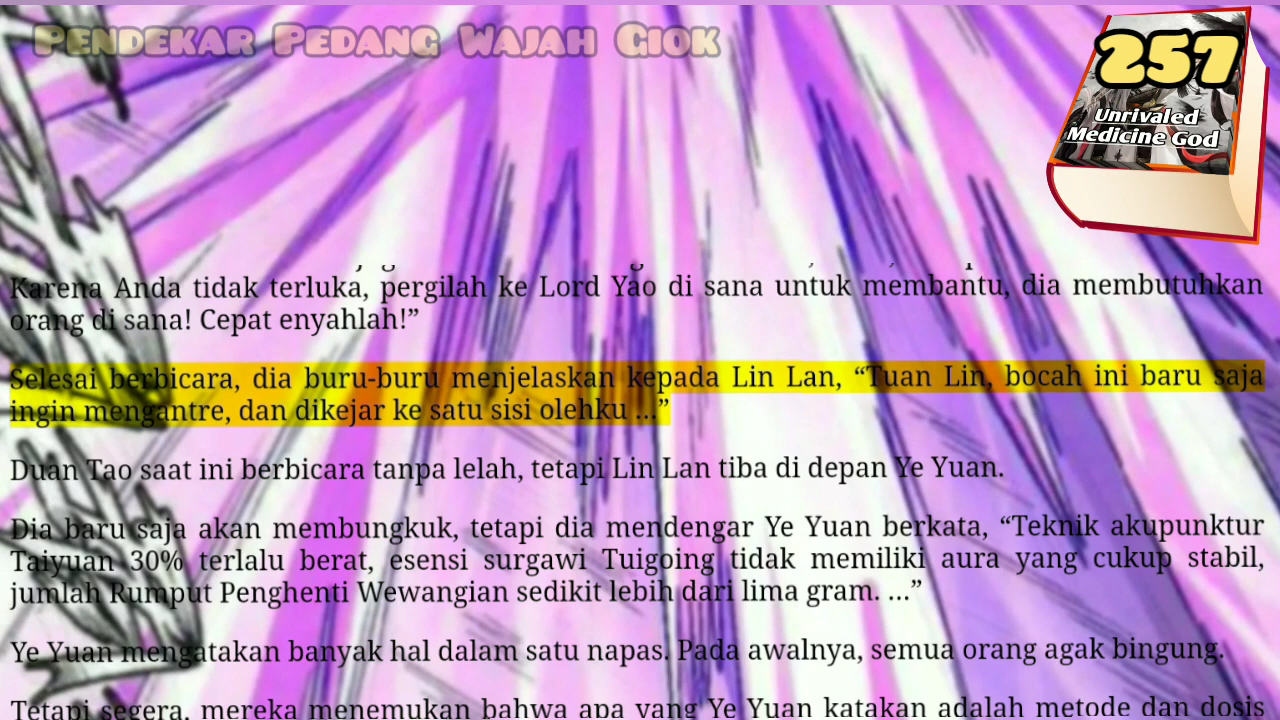 Pendekar Pedang Wajah Giok
257
Unrivaled
Medicine God
Karena Anda tidak terluka, pergilah ke Lord Yao di sana untuk membantu, dia membutuhkan
orang di sana! Cepat enyahlah!”
Selesai berbicara, dia buru-buru menjelaskan kepada Lin Lan, “Tuan Lin, bocah ini baru saja
ingin mengantre, dan dikejar ke satu sisi olehku ...”
Duan Tao saat ini berbicara tanpa lelah, tetapi Lin Lan tiba di depan Ye Yuan.
Dia baru saja akan membungkuk, tetapi dia mendengar Ye Yuan berkata, “Teknik akupunktur
Taiyuan 30% terlalu berat, esensi surgawi Tuigoing tidak memiliki aura yang cukup stabil,
jumlah Rumput Penghenti Wewangian sedikit lebih dari lima gram. ...”
Ye Yuan mengatakan banyak hal dalam satu napas. Pada awalnya, semua orang agak bingung.
Tetapi segera, mereka menemukan bahwa apa yang Ye Yuan katakan adalah metode dan dosis